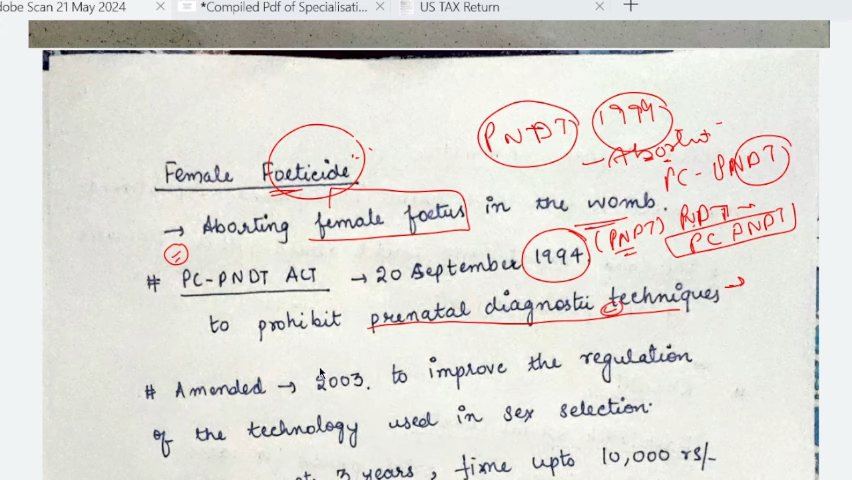 dobe Scan 21 May 2024
*Compiled Pdf of Specialisati...
US TAX Return
PNDT 1994
PC-PNDT
Female Foeticide
→ Aborting female foetus in the womb.
(PNDT) PNDT
PC PNDT
# PC-PNDT ACT → 20 September 1994
to prohibit prenatal diagnostic techniques
# Amended → 2003. to improve the regulation
of the technology used in sex selection.
3 years, fine upto 10,000 rs/-